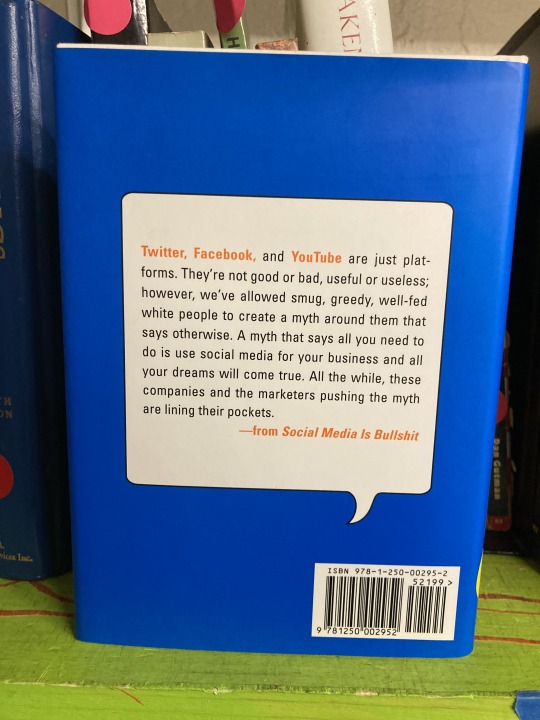 AKE
H
Twitter, Facebook, and YouTube are just plat-
forms. They're not good or bad, useful or useless;
however, we've allowed smug, greedy, well-fed
white people to create a myth around them that
says otherwise. A myth that says all you need to
do is use social media for your business and all
your dreams will come true. All the while, these
companies and the marketers pushing the myth
are lining their pockets.
—from Social Media Is Bullshit
Dan Gutman
ISBN 978-1-250-00295-2
52199 >
9 781250 002952